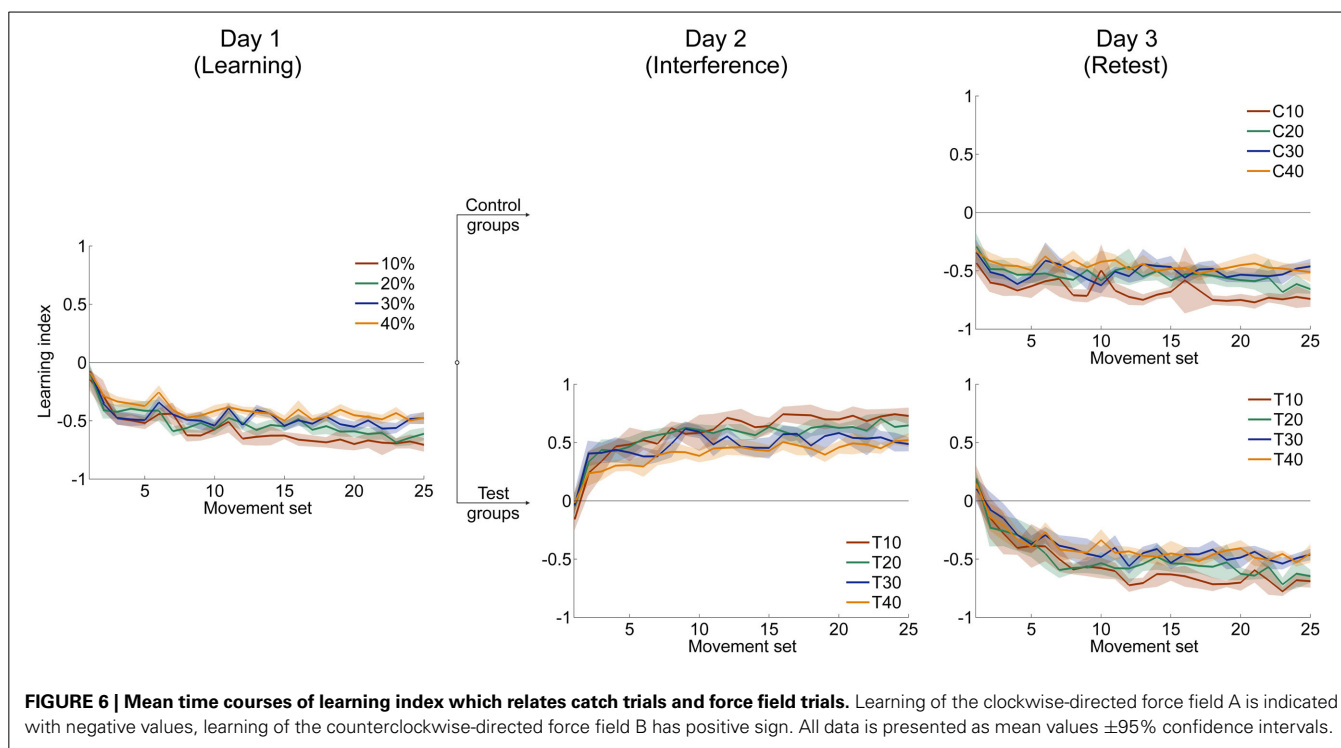 Day 1
(Learning)
Day 2
(Interference)
Day 3
(Retest)
Learning index
1
0.5
0
-0.5
-1
5 10 15 20 25
Movement set
10%
20%
30%
40%
Control
groups
Test
groups
1
0.5
0
-0.5
-1
5 10 15 20 25
Movement set
T10
T20
T30
T40
1
0.5
0
-0.5
-1
5 10 15 20 25
Movement set
C10
C20
C30
C40
1
0.5
0
-0.5
-1
5 10 15 20 25
Movement set
T10
T20
T30
T40
FIGURE 6 | Mean time courses of learning index which relates catch trials and force field trials. Learning of the clockwise-directed force field A is indicated
with negative values, learning of the counterclockwise-directed force field B has positive sign. All data is presented as mean values ±95% confidence intervals.